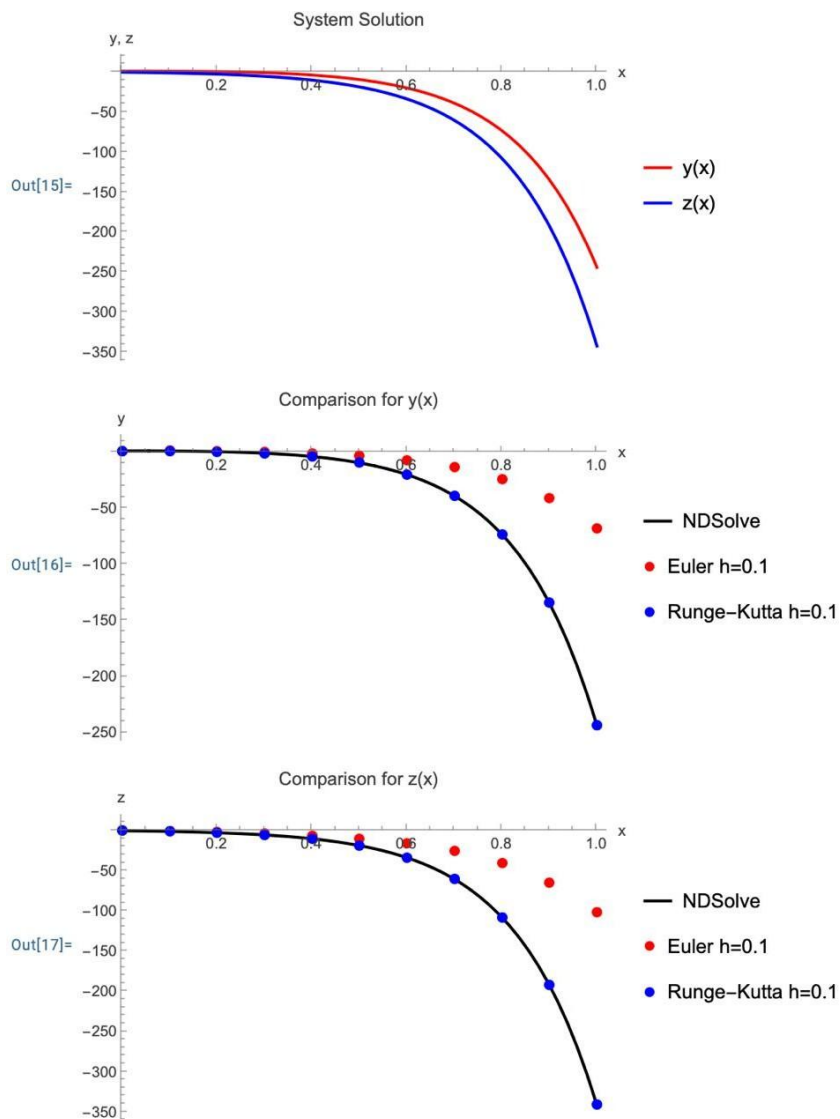 System Solution
y, z
x
0.2 0.4 0.6 0.8 1.0
−50
−100
−150
−200
−250
−300
−350
Out[15]=
y(x)
z(x)
Comparison for y(x)
y
x
0.2 0.4 0.6 0.8 1.0
−50
−100
−150
−200
−250
Out[16]=
NDSolve
Euler h=0.1
Runge−Kutta h=0.1
Comparison for z(x)
z
x
0.2 0.4 0.6 0.8 1.0
−50
−100
−150
−200
−250
−300
−350
Out[17]=
NDSolve
Euler h=0.1
Runge−Kutta h=0.1